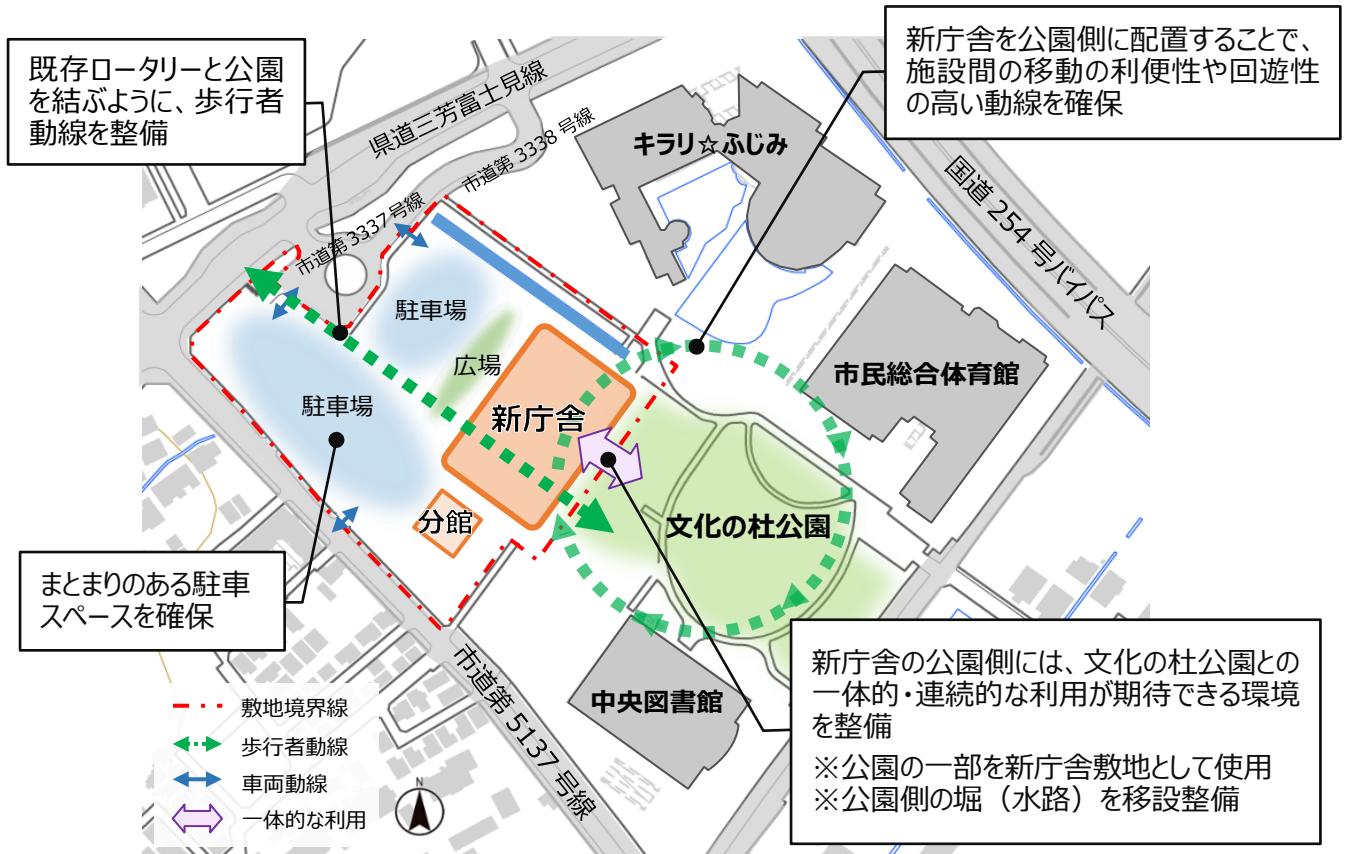 既存ロータリーと公園
を結ぶように、歩行者
動線を整備
新庁舎を公園側に配置することで、
施設間の移動の利便性や回遊性
の高い動線を確保
県道三芳富士見線
市道第 3338 号線
市道第 3337 号線
キラリ☆ふじみ
国道 254 号バイパス
駐車場
広場
駐車場
新庁舎
市民総合体育館
分館
文化の杜公園
まとまりのある駐車
スペースを確保
中央図書館
市道第 5137 号線
新庁舎の公園側には、文化の杜公園との
一体的・連続的な利用が期待できる環境
を整備
※公園の一部を新庁舎敷地として使用
※公園側の堀（水路）を移設整備
敷地境界線
歩行者動線
車両動線
一体的な利用
N